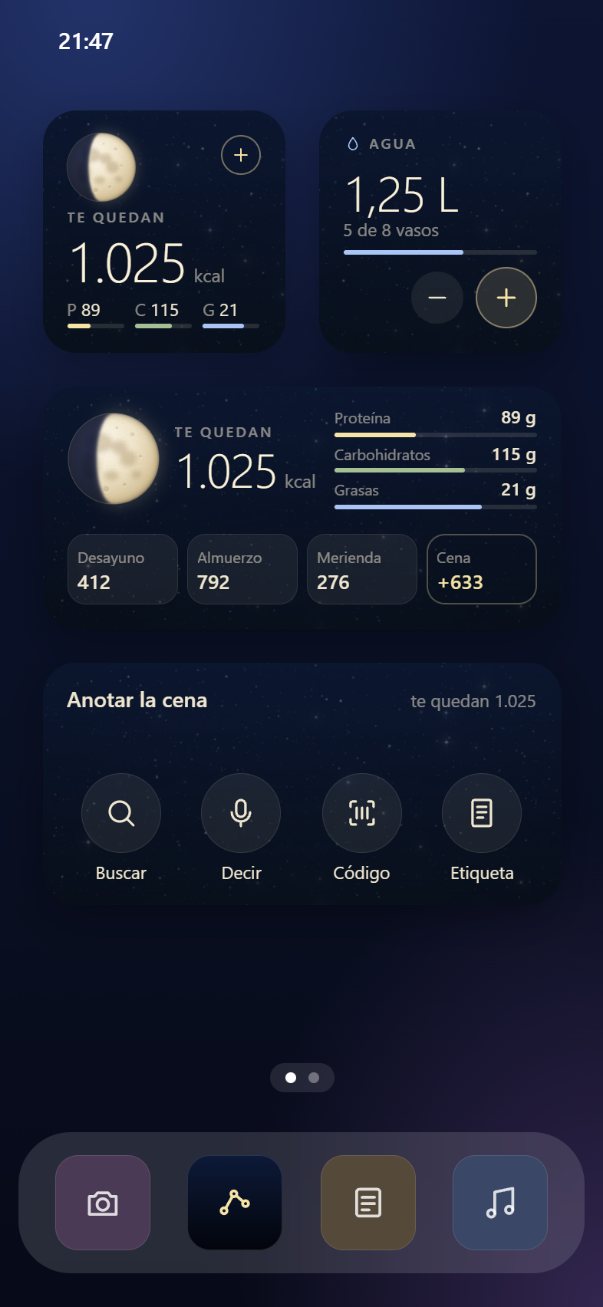 21:47
TE QUEDAN
1.025 kcal
P 89 C 115 G 21
AGUA
1,25 L
5 de 8 vasos
TE QUEDAN
1.025 kcal
Proteína 89 g
Carbohidratos 115 g
Grasas 21 g
Desayuno Almuerzo Merienda Cena
412 792 276 +633
Anotar la cena te quedan 1.025
Buscar Decir Código Etiqueta